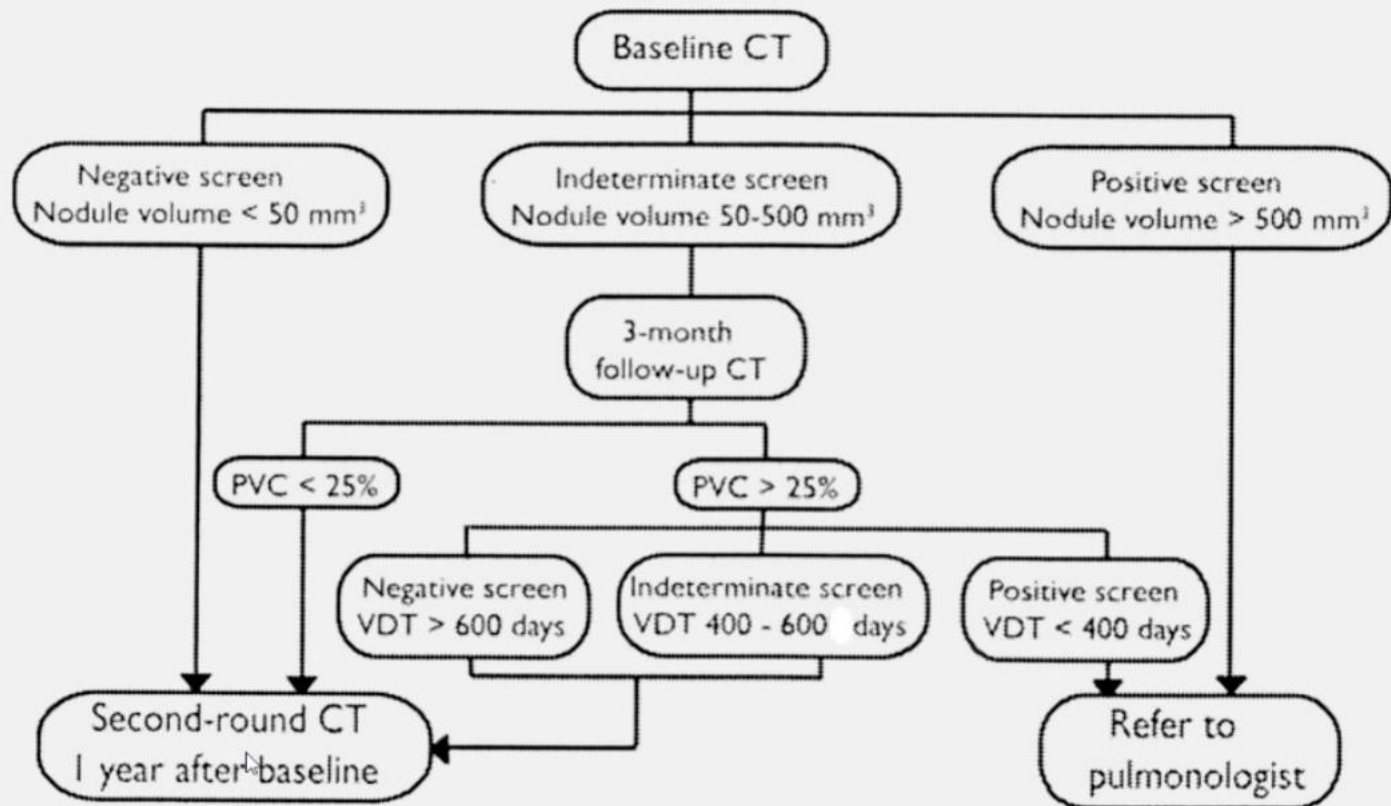 Baseline CT
Negative screen
Nodule volume < 50 mm³
Indeterminate screen
Nodule volume 50-500 mm³
Positive screen
Nodule volume > 500 mm³
3-month
follow-up CT
PVC < 25%
PVC > 25%
Negative screen
VDT > 600 days
Indeterminate screen
VDT 400 - 600 days
Positive screen
VDT < 400 days
Second-round CT
1 year after baseline
Refer to
pulmonologist